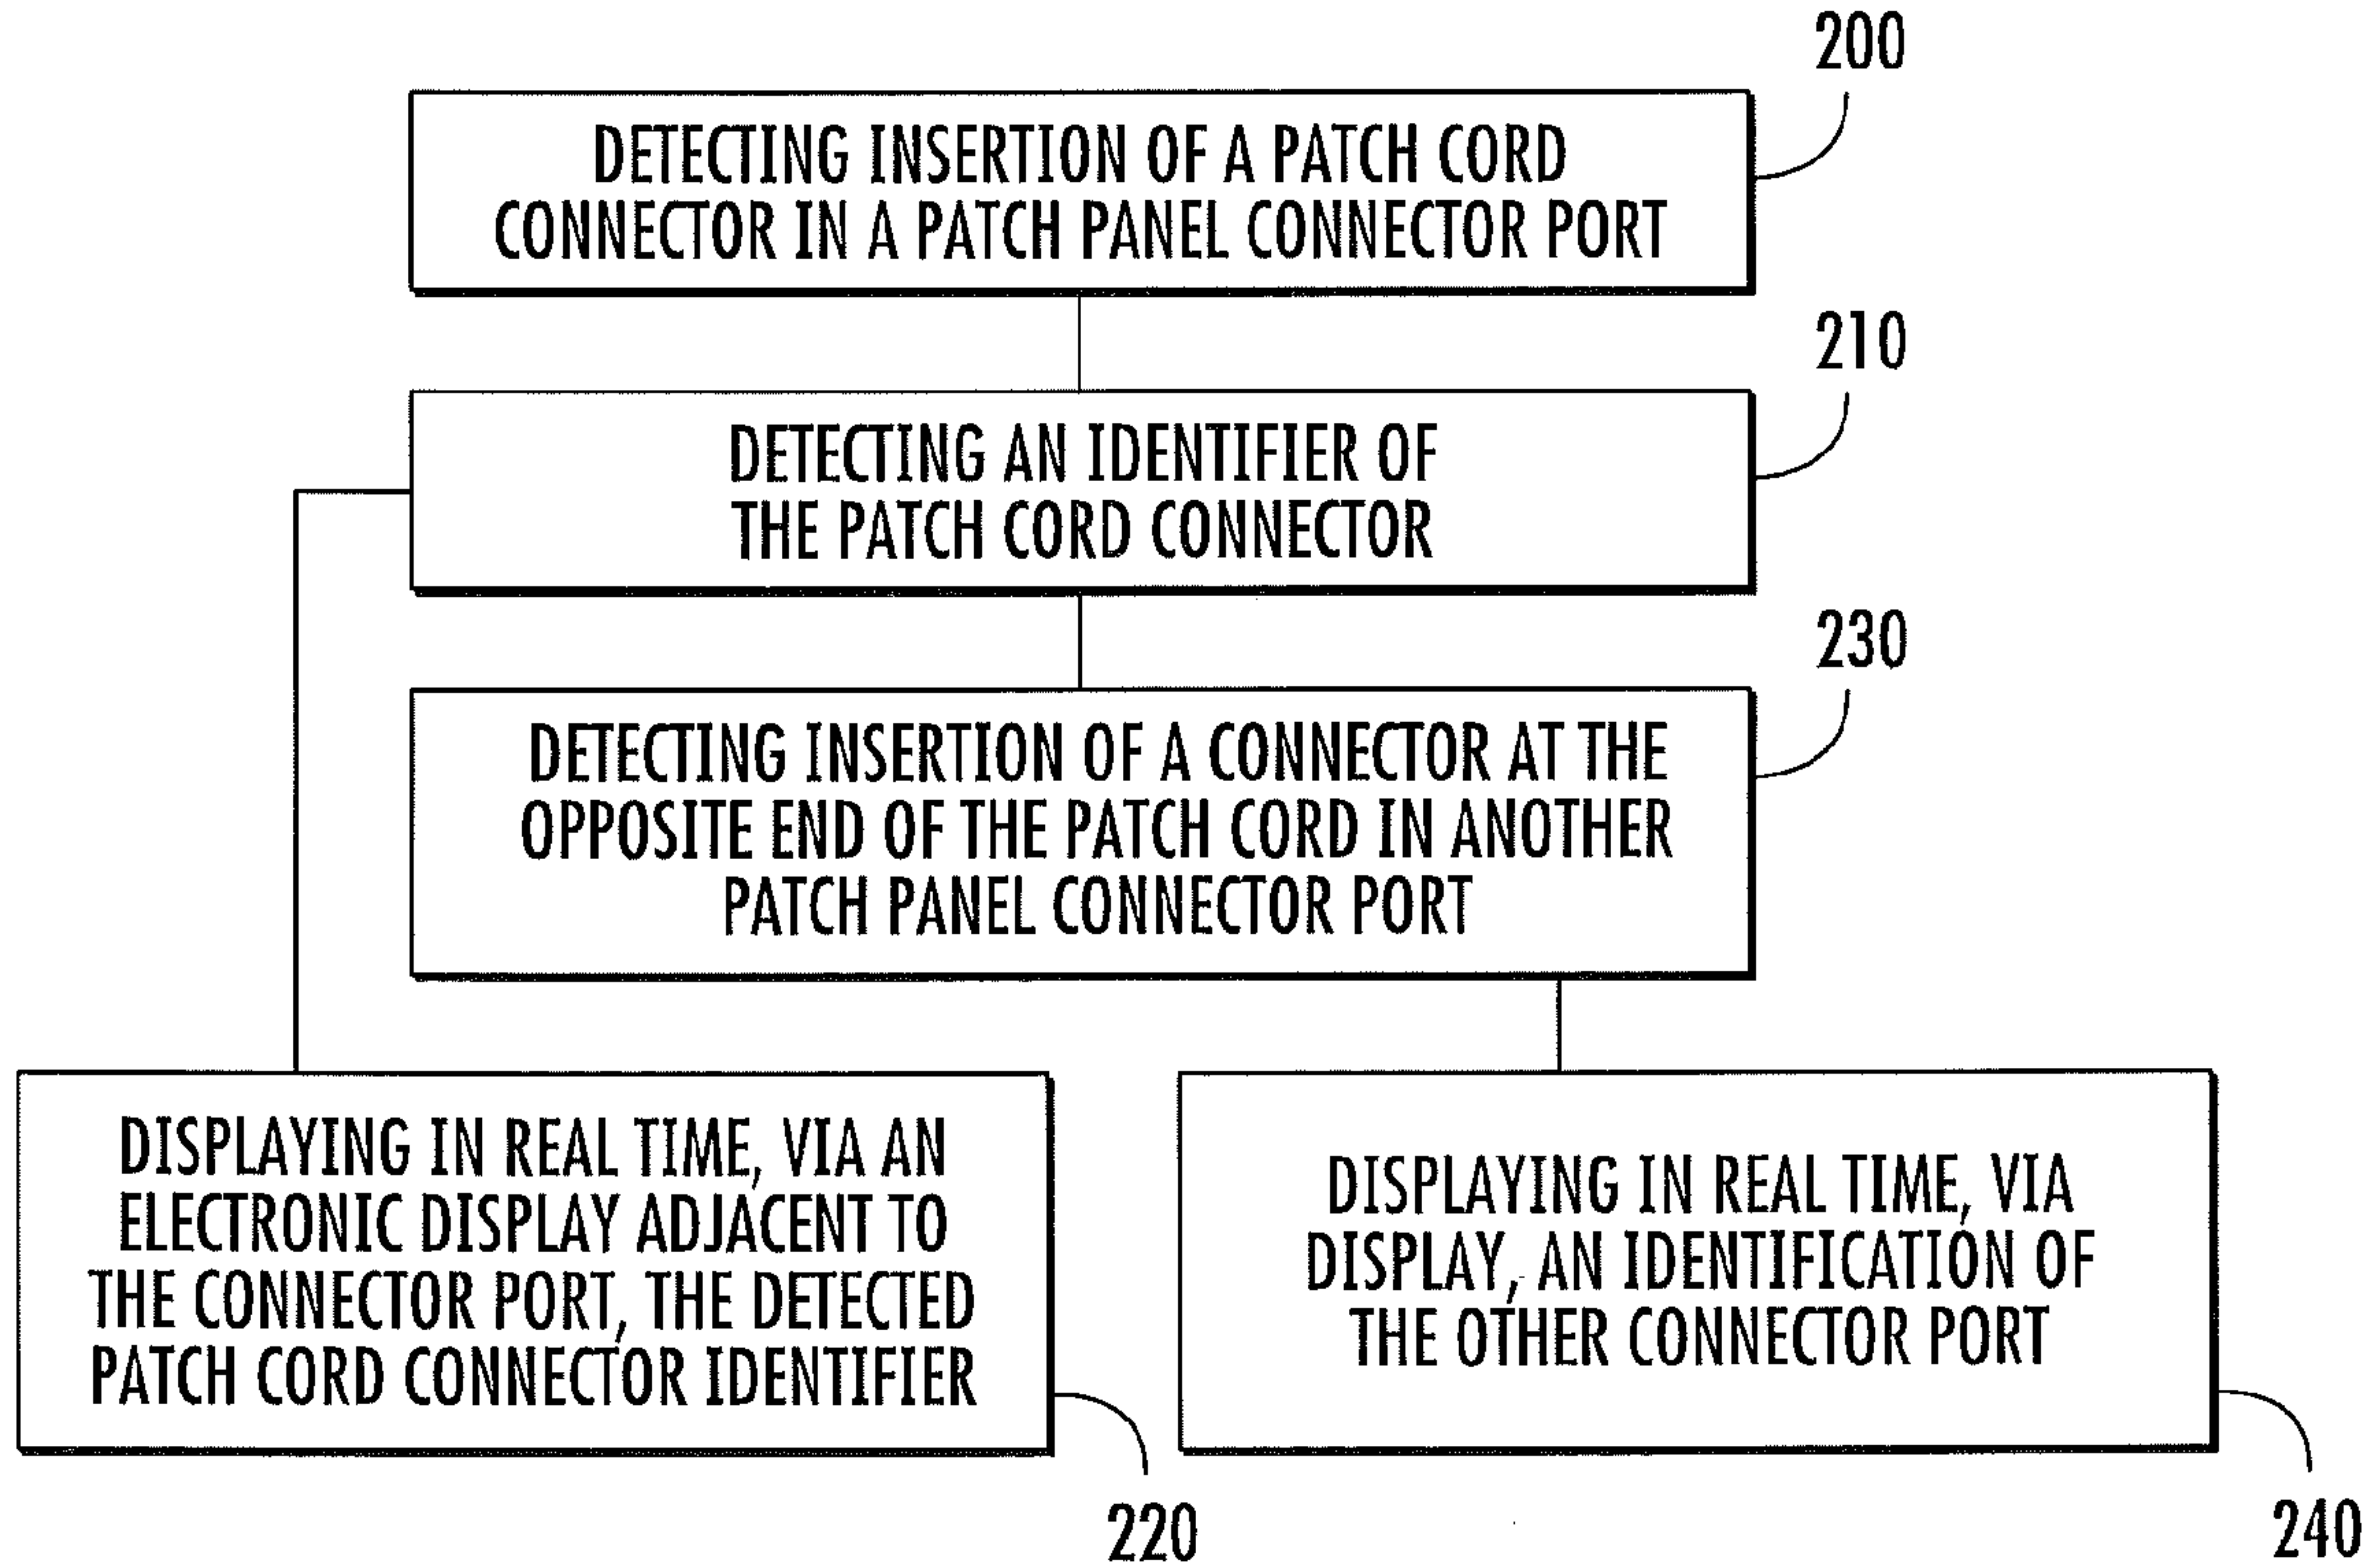 200
DETECTING INSERTION OF A PATCH CORD
CONNECTOR IN A PATCH PANEL CONNECTOR PORT
210
DETECTING AN IDENTIFIER OF
THE PATCH CORD CONNECTOR
230
DETECTING INSERTION OF A CONNECTOR AT THE
OPPOSITE END OF THE PATCH CORD IN ANOTHER
PATCH PANEL CONNECTOR PORT
DISPLAYING IN REAL TIME, VIA AN
ELECTRONIC DISPLAY ADJACENT TO
THE CONNECTOR PORT, THE DETECTED
PATCH CORD CONNECTOR IDENTIFIER
220
DISPLAYING IN REAL TIME, VIA
DISPLAY, AN IDENTIFICATION OF
THE OTHER CONNECTOR PORT
240